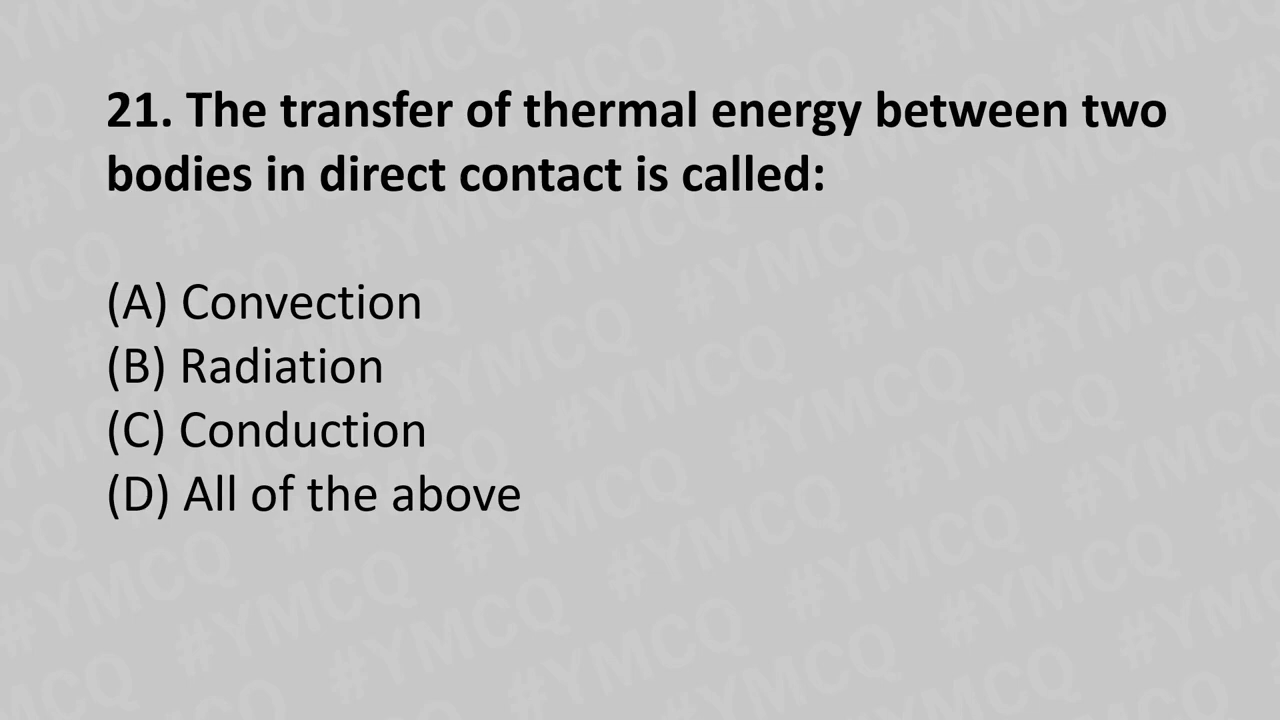 21. The transfer of thermal energy between two
bodies in direct contact is called:
(A) Convection
(B) Radiation
(C) Conduction
(D) All of the above
#YMCQ